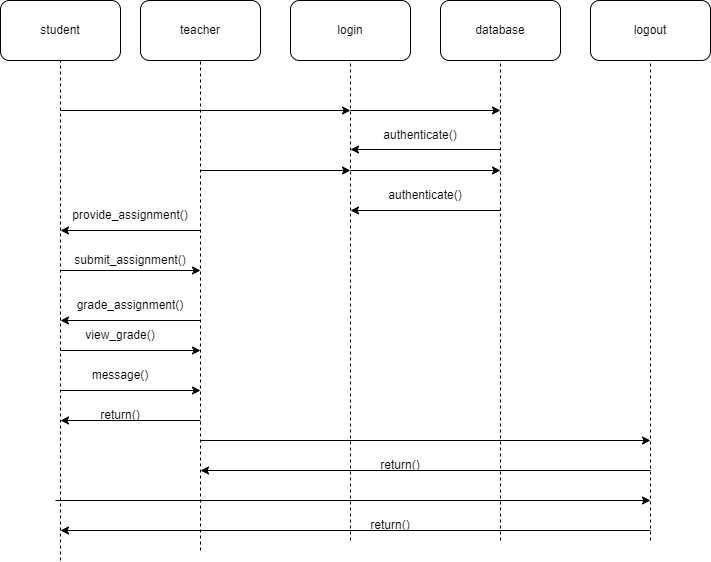 student
teacher
login
database
logout
authenticate()
authenticate()
provide_assignment()
submit_assignment()
grade_assignment()
view_grade()
message()
return()
return()
return()